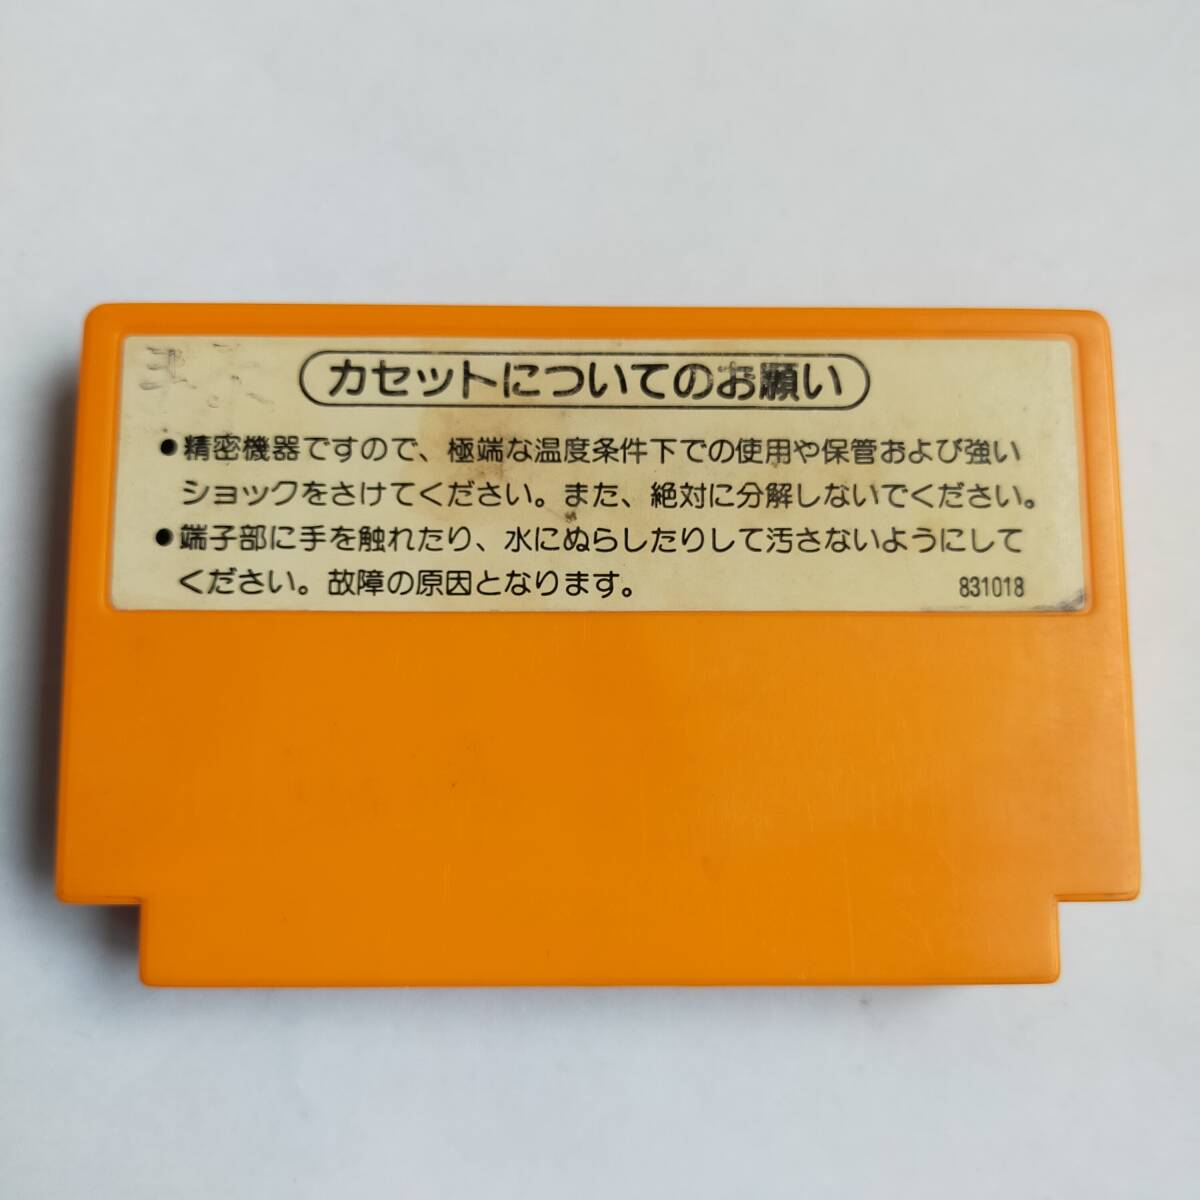 カセットについてのお願い
●精密機器ですので、極端な温度条件下での使用や保管および強い
ショックをさけてください。また、絶対に分解しないでください。
●端子部に手を触れたり、水にぬらしたりして汚さないようにして
ください。故障の原因となります。
831018